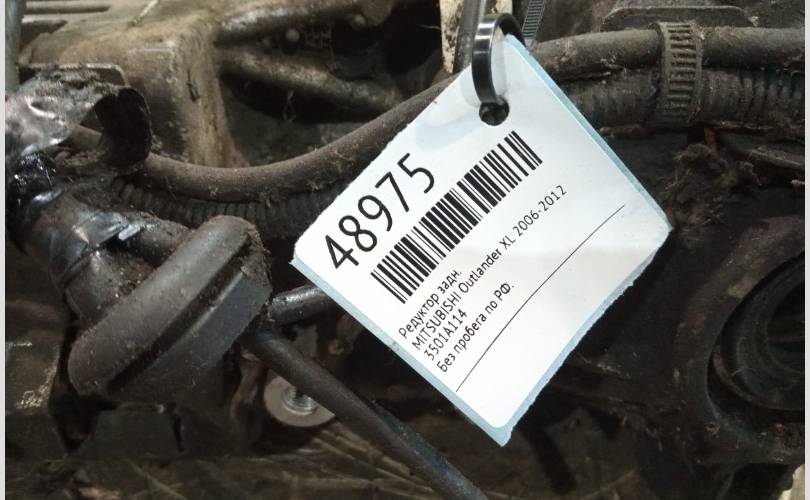 48975
Редуктор задн.
MITSUBISHI Outlander XL 2006-2012
3501A114
Без пробега по РФ.